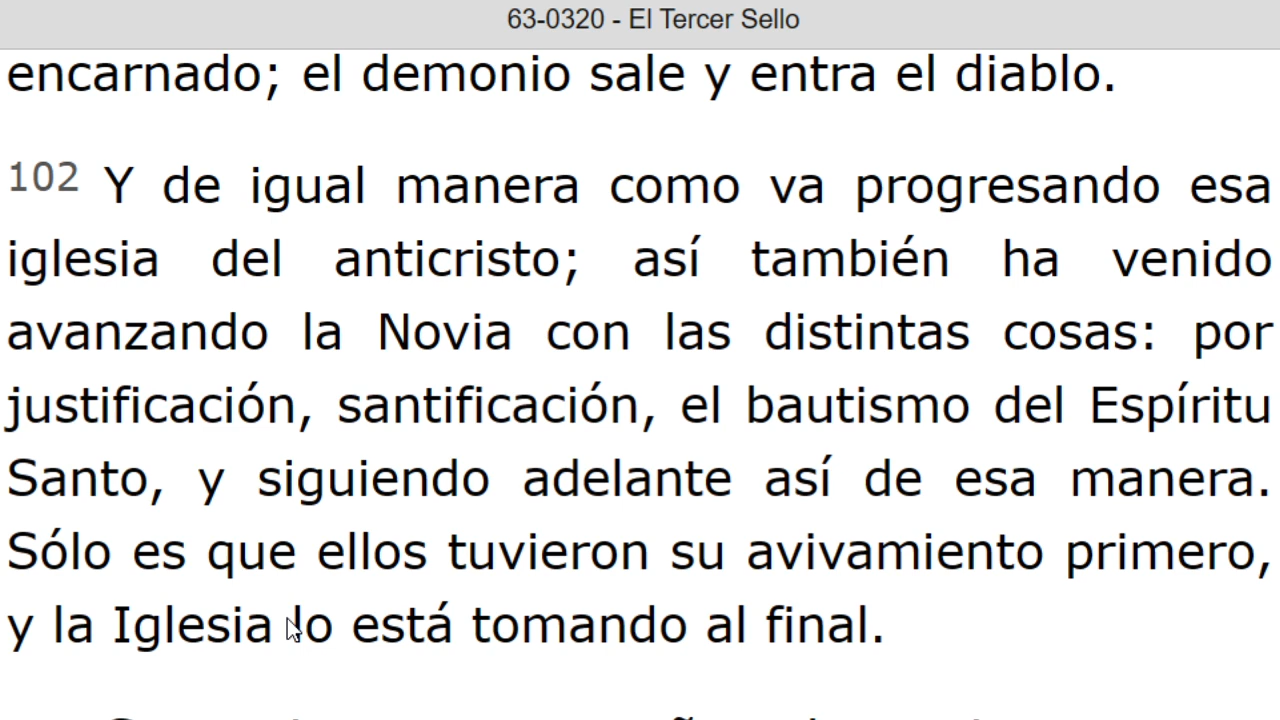 63-0320 - El Tercer Sello
encarnado; el demonio sale y entra el diablo.
102 Y de igual manera como va progresando esa
iglesia del anticristo; así también ha venido
avanzando la Novia con las distintas cosas: por
justificación, santificación, el bautismo del Espíritu
Santo, y siguiendo adelante así de esa manera.
Sólo es que ellos tuvieron su avivamiento primero,
y la Iglesia lo está tomando al final.